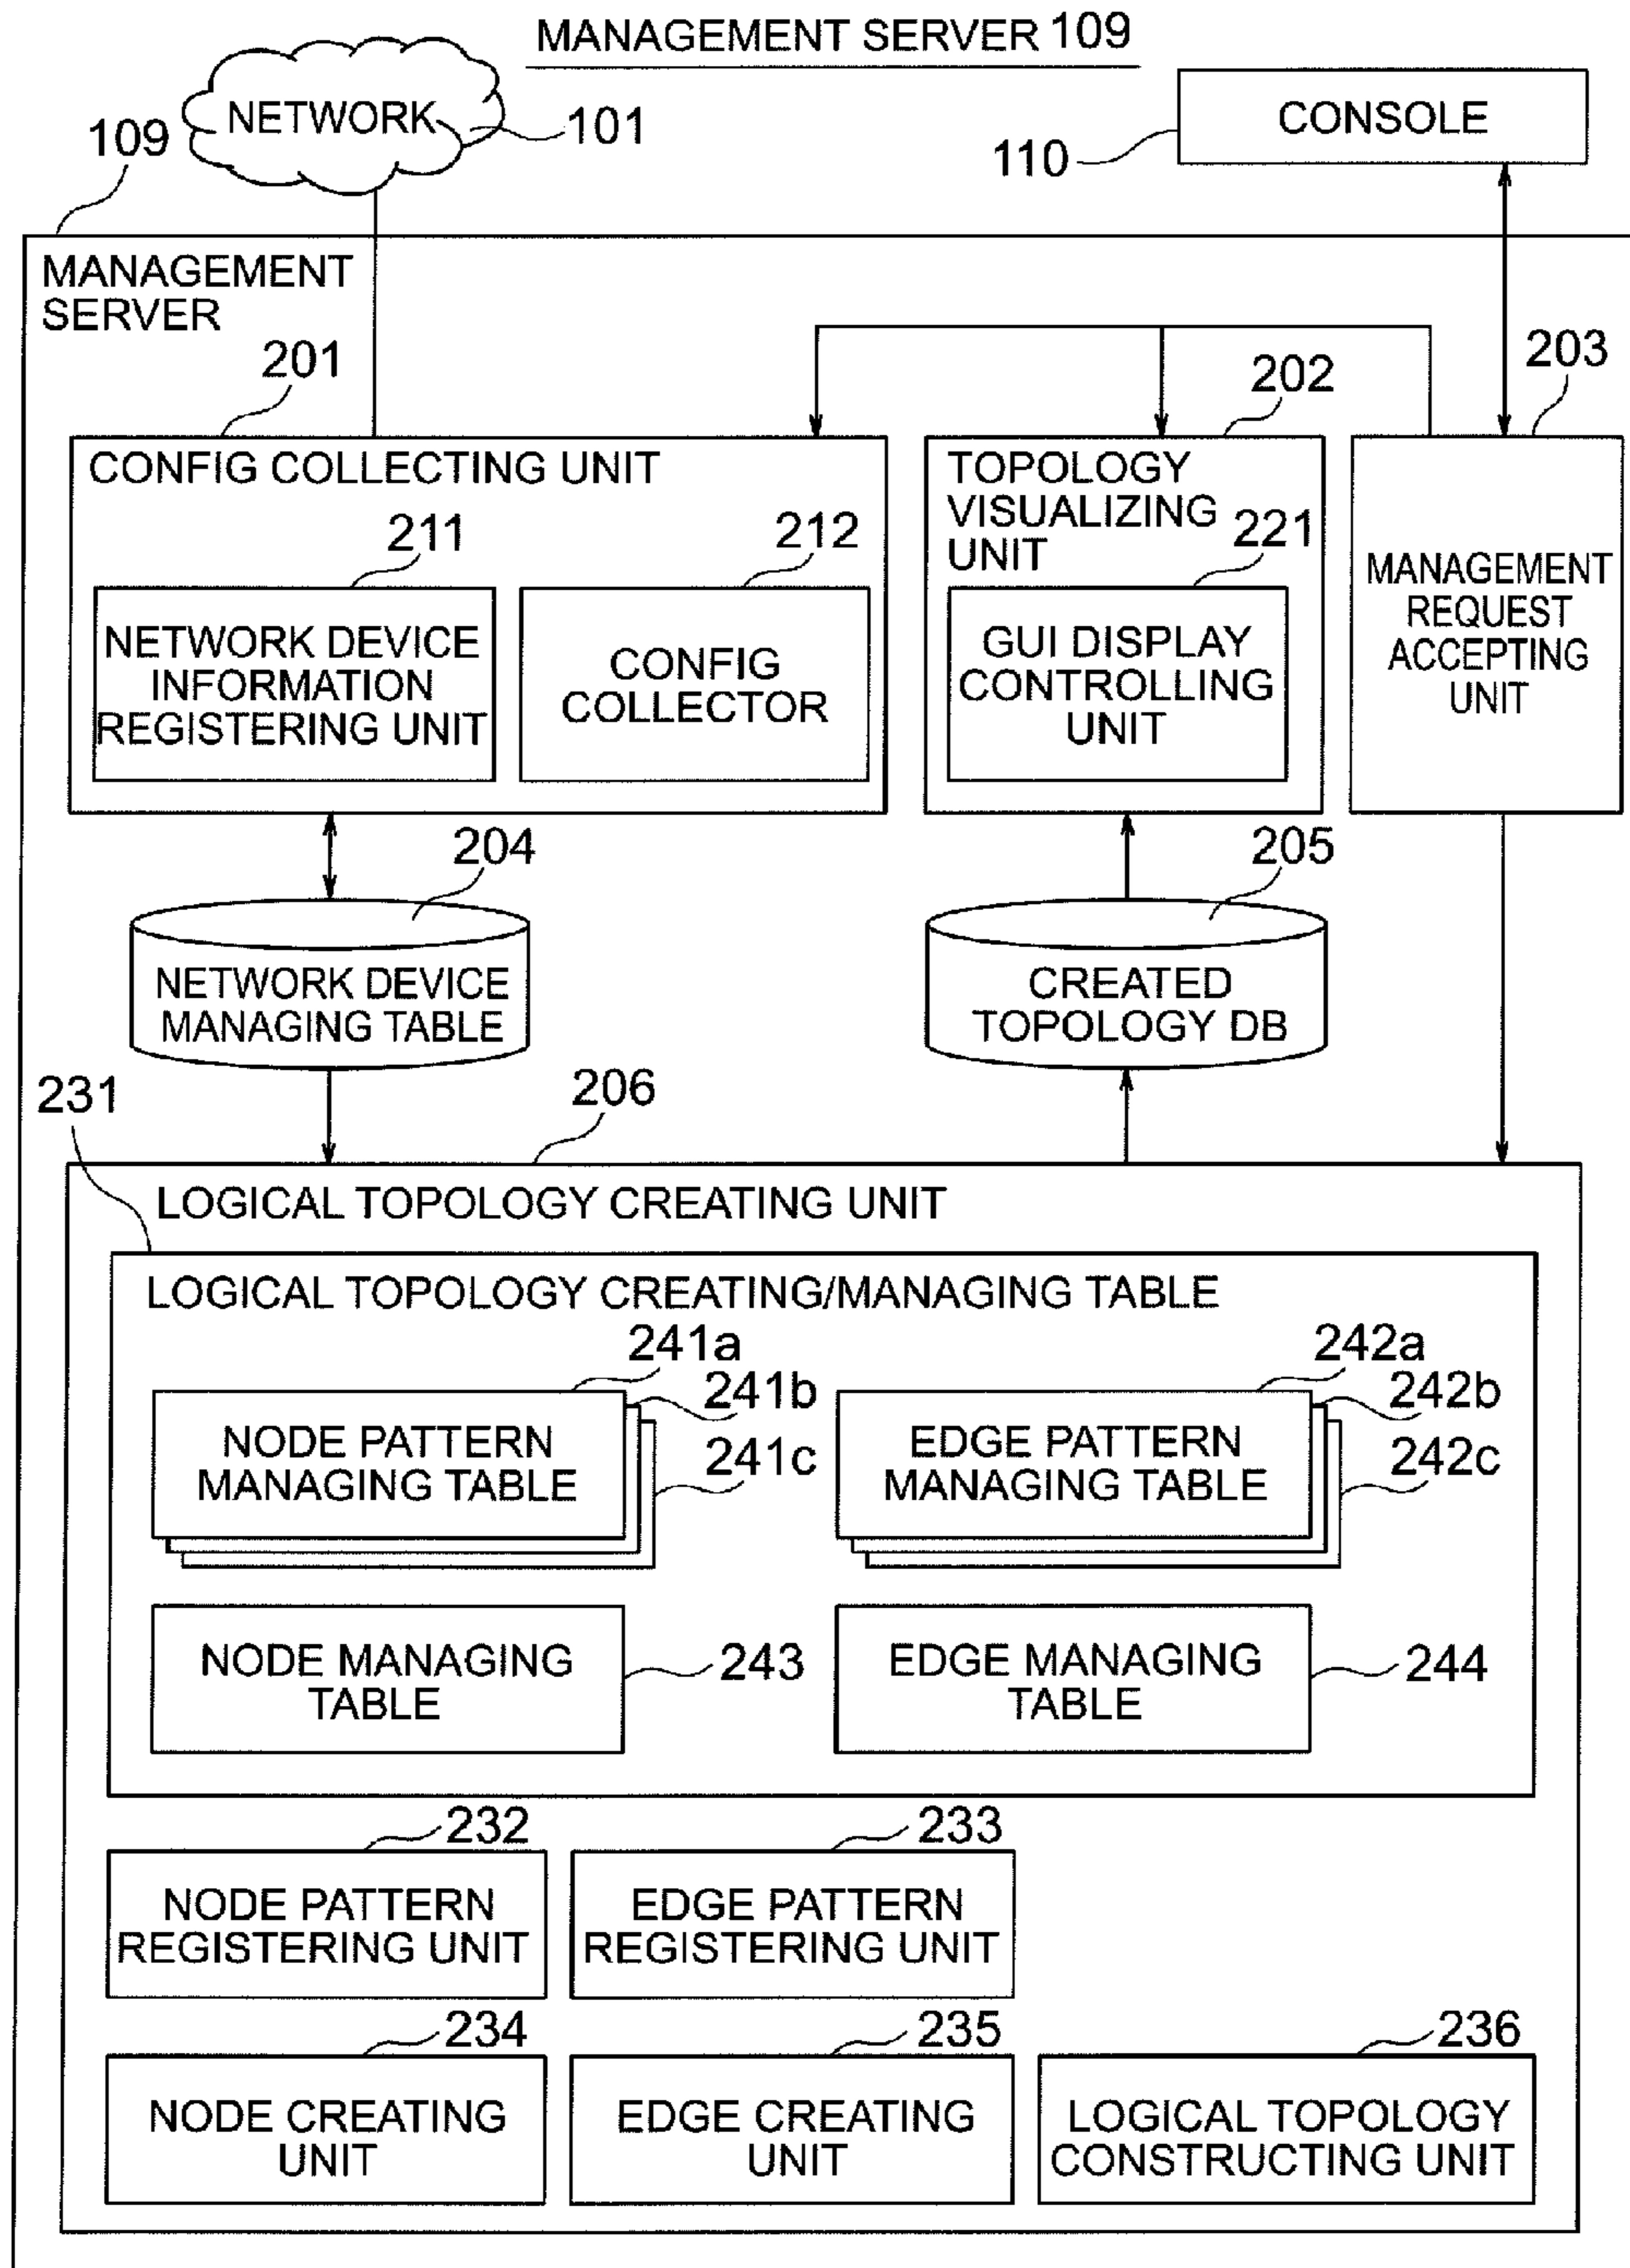 MANAGEMENT SERVER 109
NETWORK
101
CONSOLE
110
109
MANAGEMENT
SERVER
201
202
203
CONFIG COLLECTING UNIT
211
212
NETWORK DEVICE
INFORMATION
REGISTERING UNIT
CONFIG
COLLECTOR
TOPOLOGY
VISUALIZING
UNIT
221
GUI DISPLAY
CONTROLLING
UNIT
MANAGEMENT
REQUEST
ACCEPTING
UNIT
204
205
NETWORK DEVICE
MANAGING TABLE
CREATED
TOPOLOGY DB
231
206
LOGICAL TOPOLOGY CREATING UNIT
LOGICAL TOPOLOGY CREATING/MANAGING TABLE
241a
241b
241c
NODE PATTERN
MANAGING TABLE
242a
242b
242c
EDGE PATTERN
MANAGING TABLE
NODE MANAGING
TABLE
243
EDGE MANAGING
TABLE
244
232
233
NODE PATTERN
REGISTERING UNIT
EDGE PATTERN
REGISTERING UNIT
234
235
236
NODE CREATING
UNIT
EDGE CREATING
UNIT
LOGICAL TOPOLOGY
CONSTRUCTING UNIT